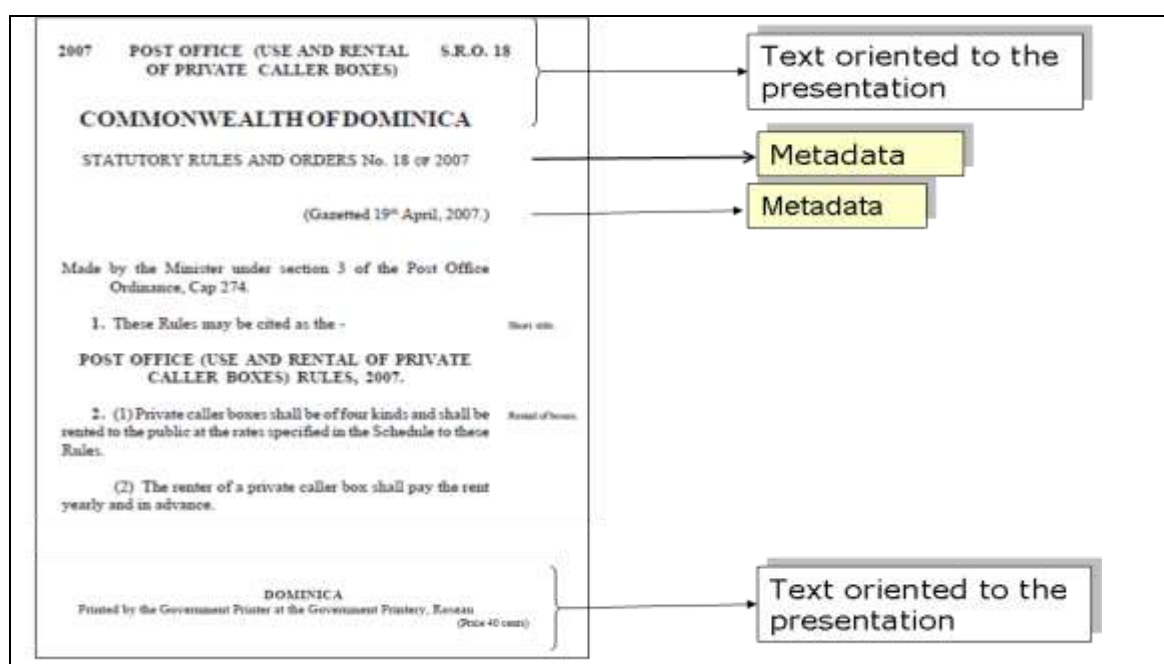 2007 POST OFFICE (USE AND RENTAL S.R.O. 18
OF PRIVATE CALLER BOXES)
COMMONWEALTH OF DOMINICA
STATUTORY RULES AND ORDERS No. 18 OF 2007
(Gazetted 19th April, 2007.)
Made by the Minister under section 3 of the Post Office
Ordinance, Cap 274.
1. These Rules may be cited as the -
Short title.
POST OFFICE (USE AND RENTAL OF PRIVATE
CALLER BOXES) RULES, 2007.
2. (1) Private caller boxes shall be of four kinds and shall be
Rental of boxes.
rented to the public at the rates specified in the Schedule to these
Rules.
(2) The renter of a private caller box shall pay the rent
yearly and in advance.
DOMINICA
Printed by the Government Printer at the Government Printery, Roseau
(Price 40 cents)
Text oriented to the
presentation
Metadata
Metadata
Text oriented to the
presentation